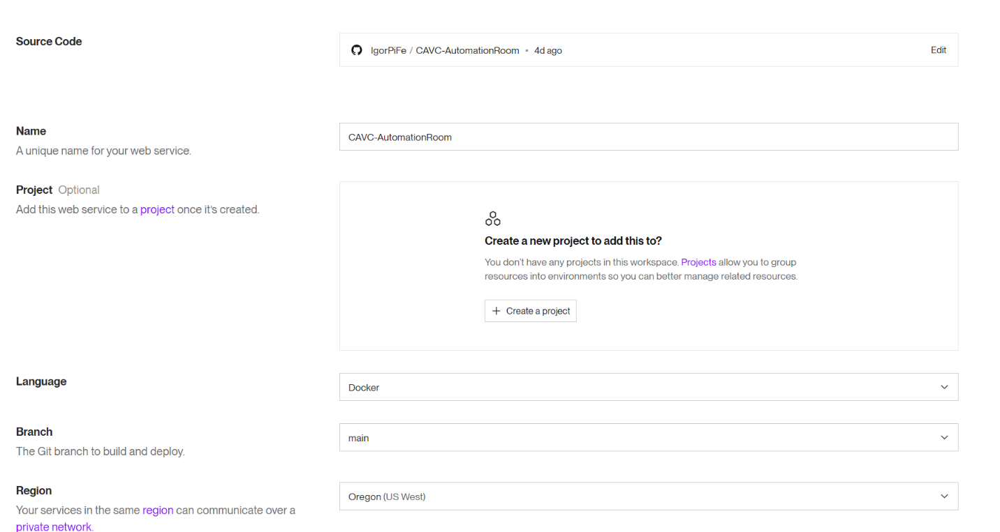 Source Code
IgorPiFe / CAVC-AutomationRoom • 4d ago
Edit
Name
A unique name for your web service.
CAVC-AutomationRoom
Project Optional
Add this web service to a project once it's created.
Create a new project to add this to?
You don't have any projects in this workspace. Projects allow you to group
resources into environments so you can better manage related resources.
+ Create a project
Language
Docker
Branch
The Git branch to build and deploy.
main
Region
Your services in the same region can communicate over a
private network.
Oregon (US West)